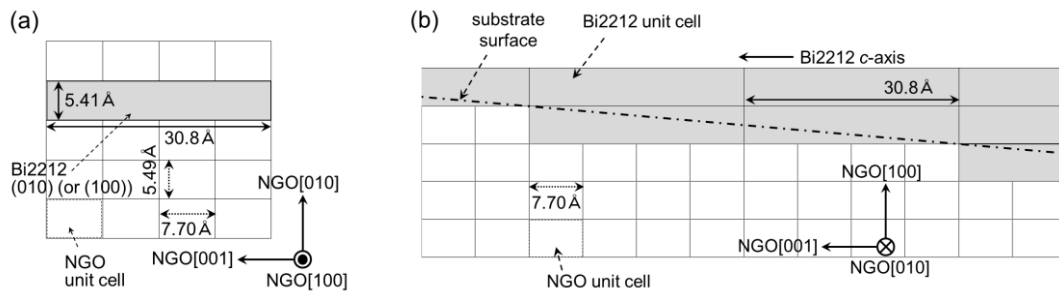 (a)
5.41 Å
30.8 Å
5.49 Å
Bi2212
(010) (or (100))
NGO[010]
7.70 Å
NGO
unit cell
NGO[001]
NGO[100]
(b)
substrate
surface
Bi2212 unit cell
Bi2212 c-axis
30.8 Å
NGO[100]
7.70 Å
NGO[001]
NGO[010]
NGO unit cell